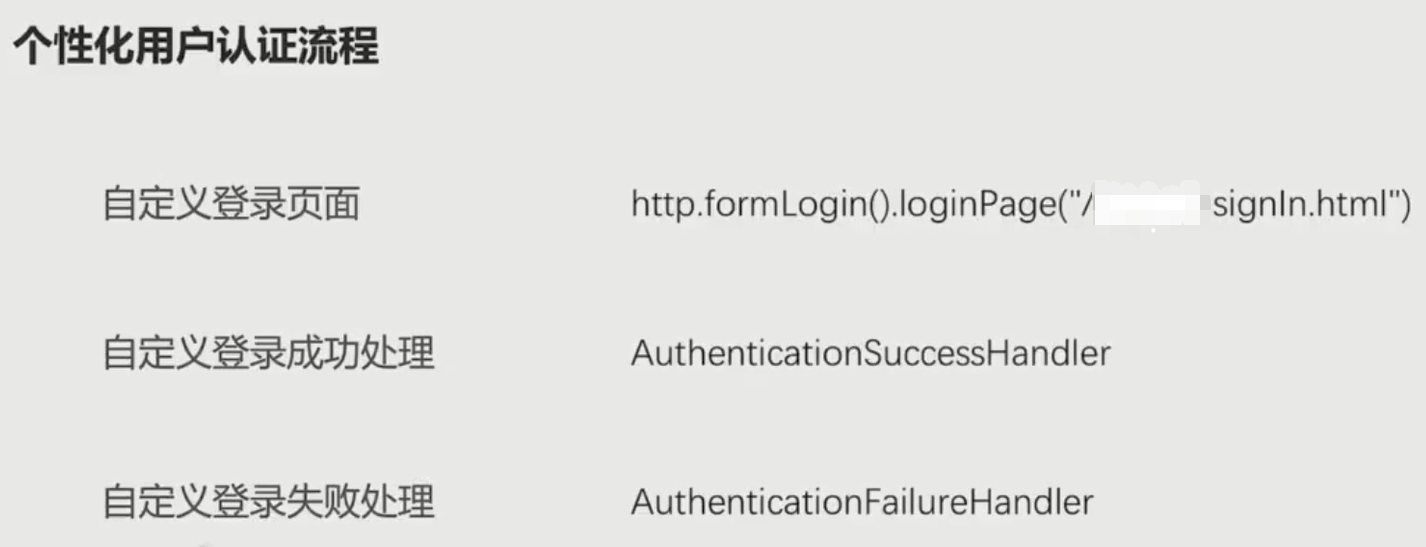 个性化用户认证流程
自定义登录页面 http.formLogin().loginPage("/ signIn.html")
自定义登录成功处理 AuthenticationSuccessHandler
自定义登录失败处理 AuthenticationFailureHandler